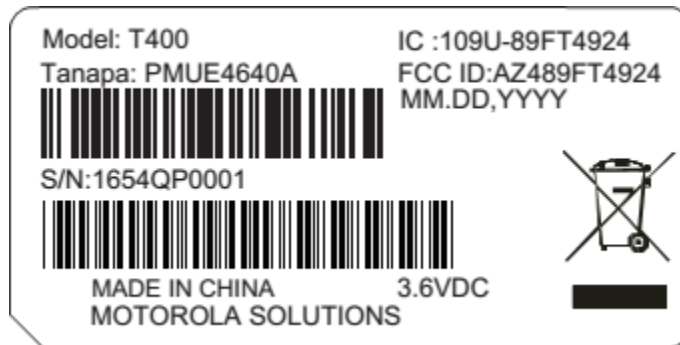 Model: T400
IC :109U-89FT4924
Tanapa: PMUE4640A
FCC ID:AZ489FT4924
MM.DD,YYYY
S/N:1654QP0001
MADE IN CHINA
3.6VDC
MOTOROLA SOLUTIONS